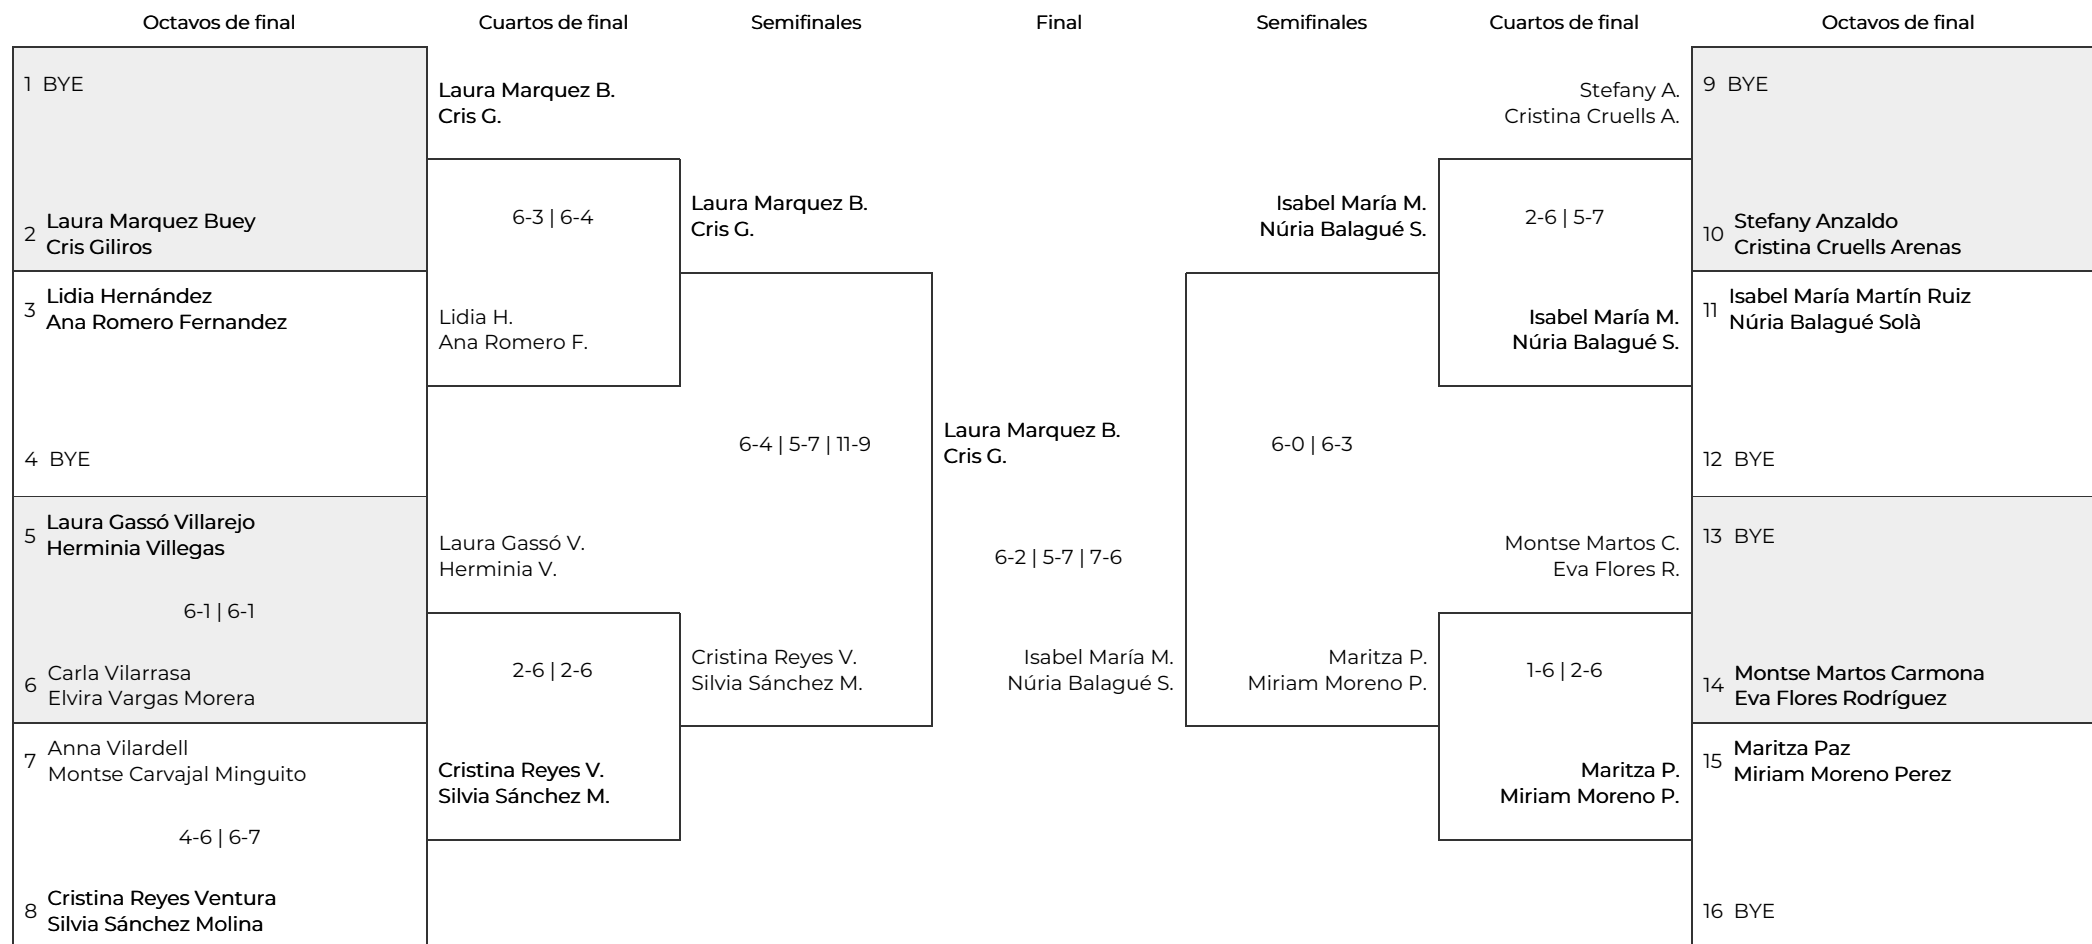 Octavos de final
Cuartos de final
Semifinales
Final
Semifinales
Cuartos de final
Octavos de final
1 BYE
2 Laura Marquez Buey
Cris Giliros
3 Lidia Hernández
Ana Romero Fernandez
4 BYE
5 Laura Gassó Villarejo
Herminia Villegas
6-1 | 6-1
6 Carla Vilarrasa
Elvira Vargas Morera
7 Anna Vilardell
Montse Carvajal Minguito
4-6 | 6-7
8 Cristina Reyes Ventura
Silvia Sánchez Molina
Laura Marquez B.
Cris G.
6-3 | 6-4
Lidia H.
Ana Romero F.
Laura Gassó V.
Herminia V.
2-6 | 2-6
Cristina Reyes V.
Silvia Sánchez M.
Laura Marquez B.
Cris G.
6-4 | 5-7 | 11-9
Cristina Reyes V.
Silvia Sánchez M.
Laura Marquez B.
Cris G.
6-2 | 5-7 | 7-6
Isabel María M.
Núria Balagué S.
Isabel María M.
Núria Balagué S.
6-0 | 6-3
Maritza P.
Miriam Moreno P.
Stefany A.
Cristina Cruells A.
2-6 | 5-7
Isabel María M.
Núria Balagué S.
Montse Martos C.
Eva Flores R.
1-6 | 2-6
Maritza P.
Miriam Moreno P.
9 BYE
10 Stefany Anzaldo
Cristina Cruells Arenas
11 Isabel María Martín Ruiz
Núria Balagué Solà
12 BYE
13 BYE
14 Montse Martos Carmona
Eva Flores Rodríguez
15 Maritza Paz
Miriam Moreno Perez
16 BYE